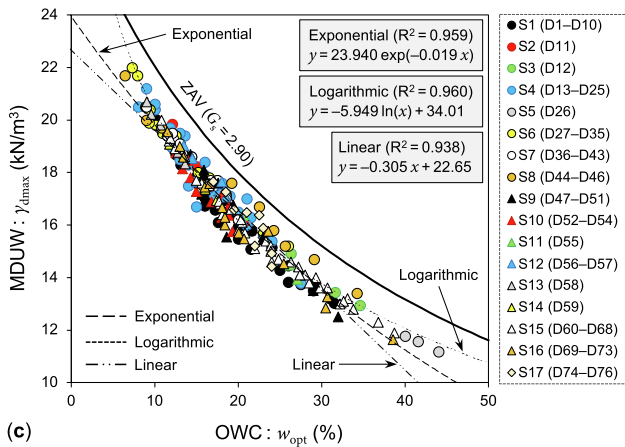 (c)
MDUW : γdmax (kN/m³)
24
22
20
18
16
14
12
10
0
10
20
30
40
50
OWC : wopt (%)
Exponential
ZAV (Gs = 2.90)
Exponential (R² = 0.959)
y = 23.940 exp(−0.019 x)
Logarithmic (R² = 0.960)
y = −5.949 ln(x) + 34.01
Linear (R² = 0.938)
y = −0.305 x + 22.65
Logarithmic
Linear
Exponential
Logarithmic
Linear
S1 (D1–D10)
S2 (D11)
S3 (D12)
S4 (D13–D25)
S5 (D26)
S6 (D27–D35)
S7 (D36–D43)
S8 (D44–D46)
S9 (D47–D51)
S10 (D52–D54)
S11 (D55)
S12 (D56–D57)
S13 (D58)
S14 (D59)
S15 (D60–D68)
S16 (D69–D73)
S17 (D74–D76)